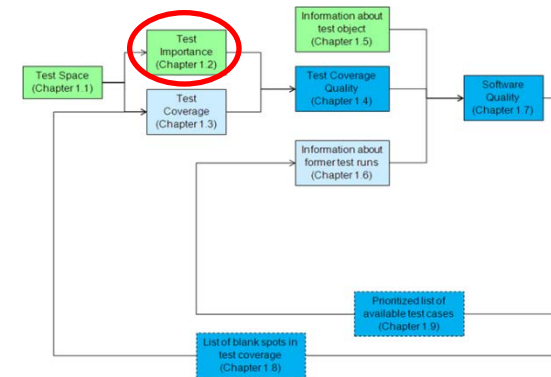 Test Space
(Chapter 1.1)
Test
Importance
(Chapter 1.2)
Test
Coverage
(Chapter 1.3)
Information about
test object
(Chapter 1.5)
Test Coverage
Quality
(Chapter 1.4)
Information about
former test runs
(Chapter 1.6)
Software
Quality
(Chapter 1.7)
Prioritized list of
available test cases
(Chapter 1.9)
List of blank spots in
test coverage
(Chapter 1.8)